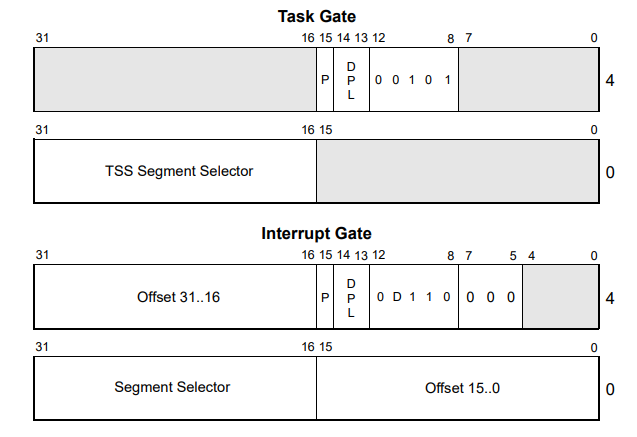 Task Gate
31 16 15 14 13 12 8 7 0
P D P L 0 0 1 0 1 4
31 16 15 0
TSS Segment Selector 0
Interrupt Gate
31 16 15 14 13 12 8 7 5 4 0
Offset 31..16 P D P L 0 D 1 1 0 0 0 0 4
31 16 15 0
Segment Selector Offset 15..0 0